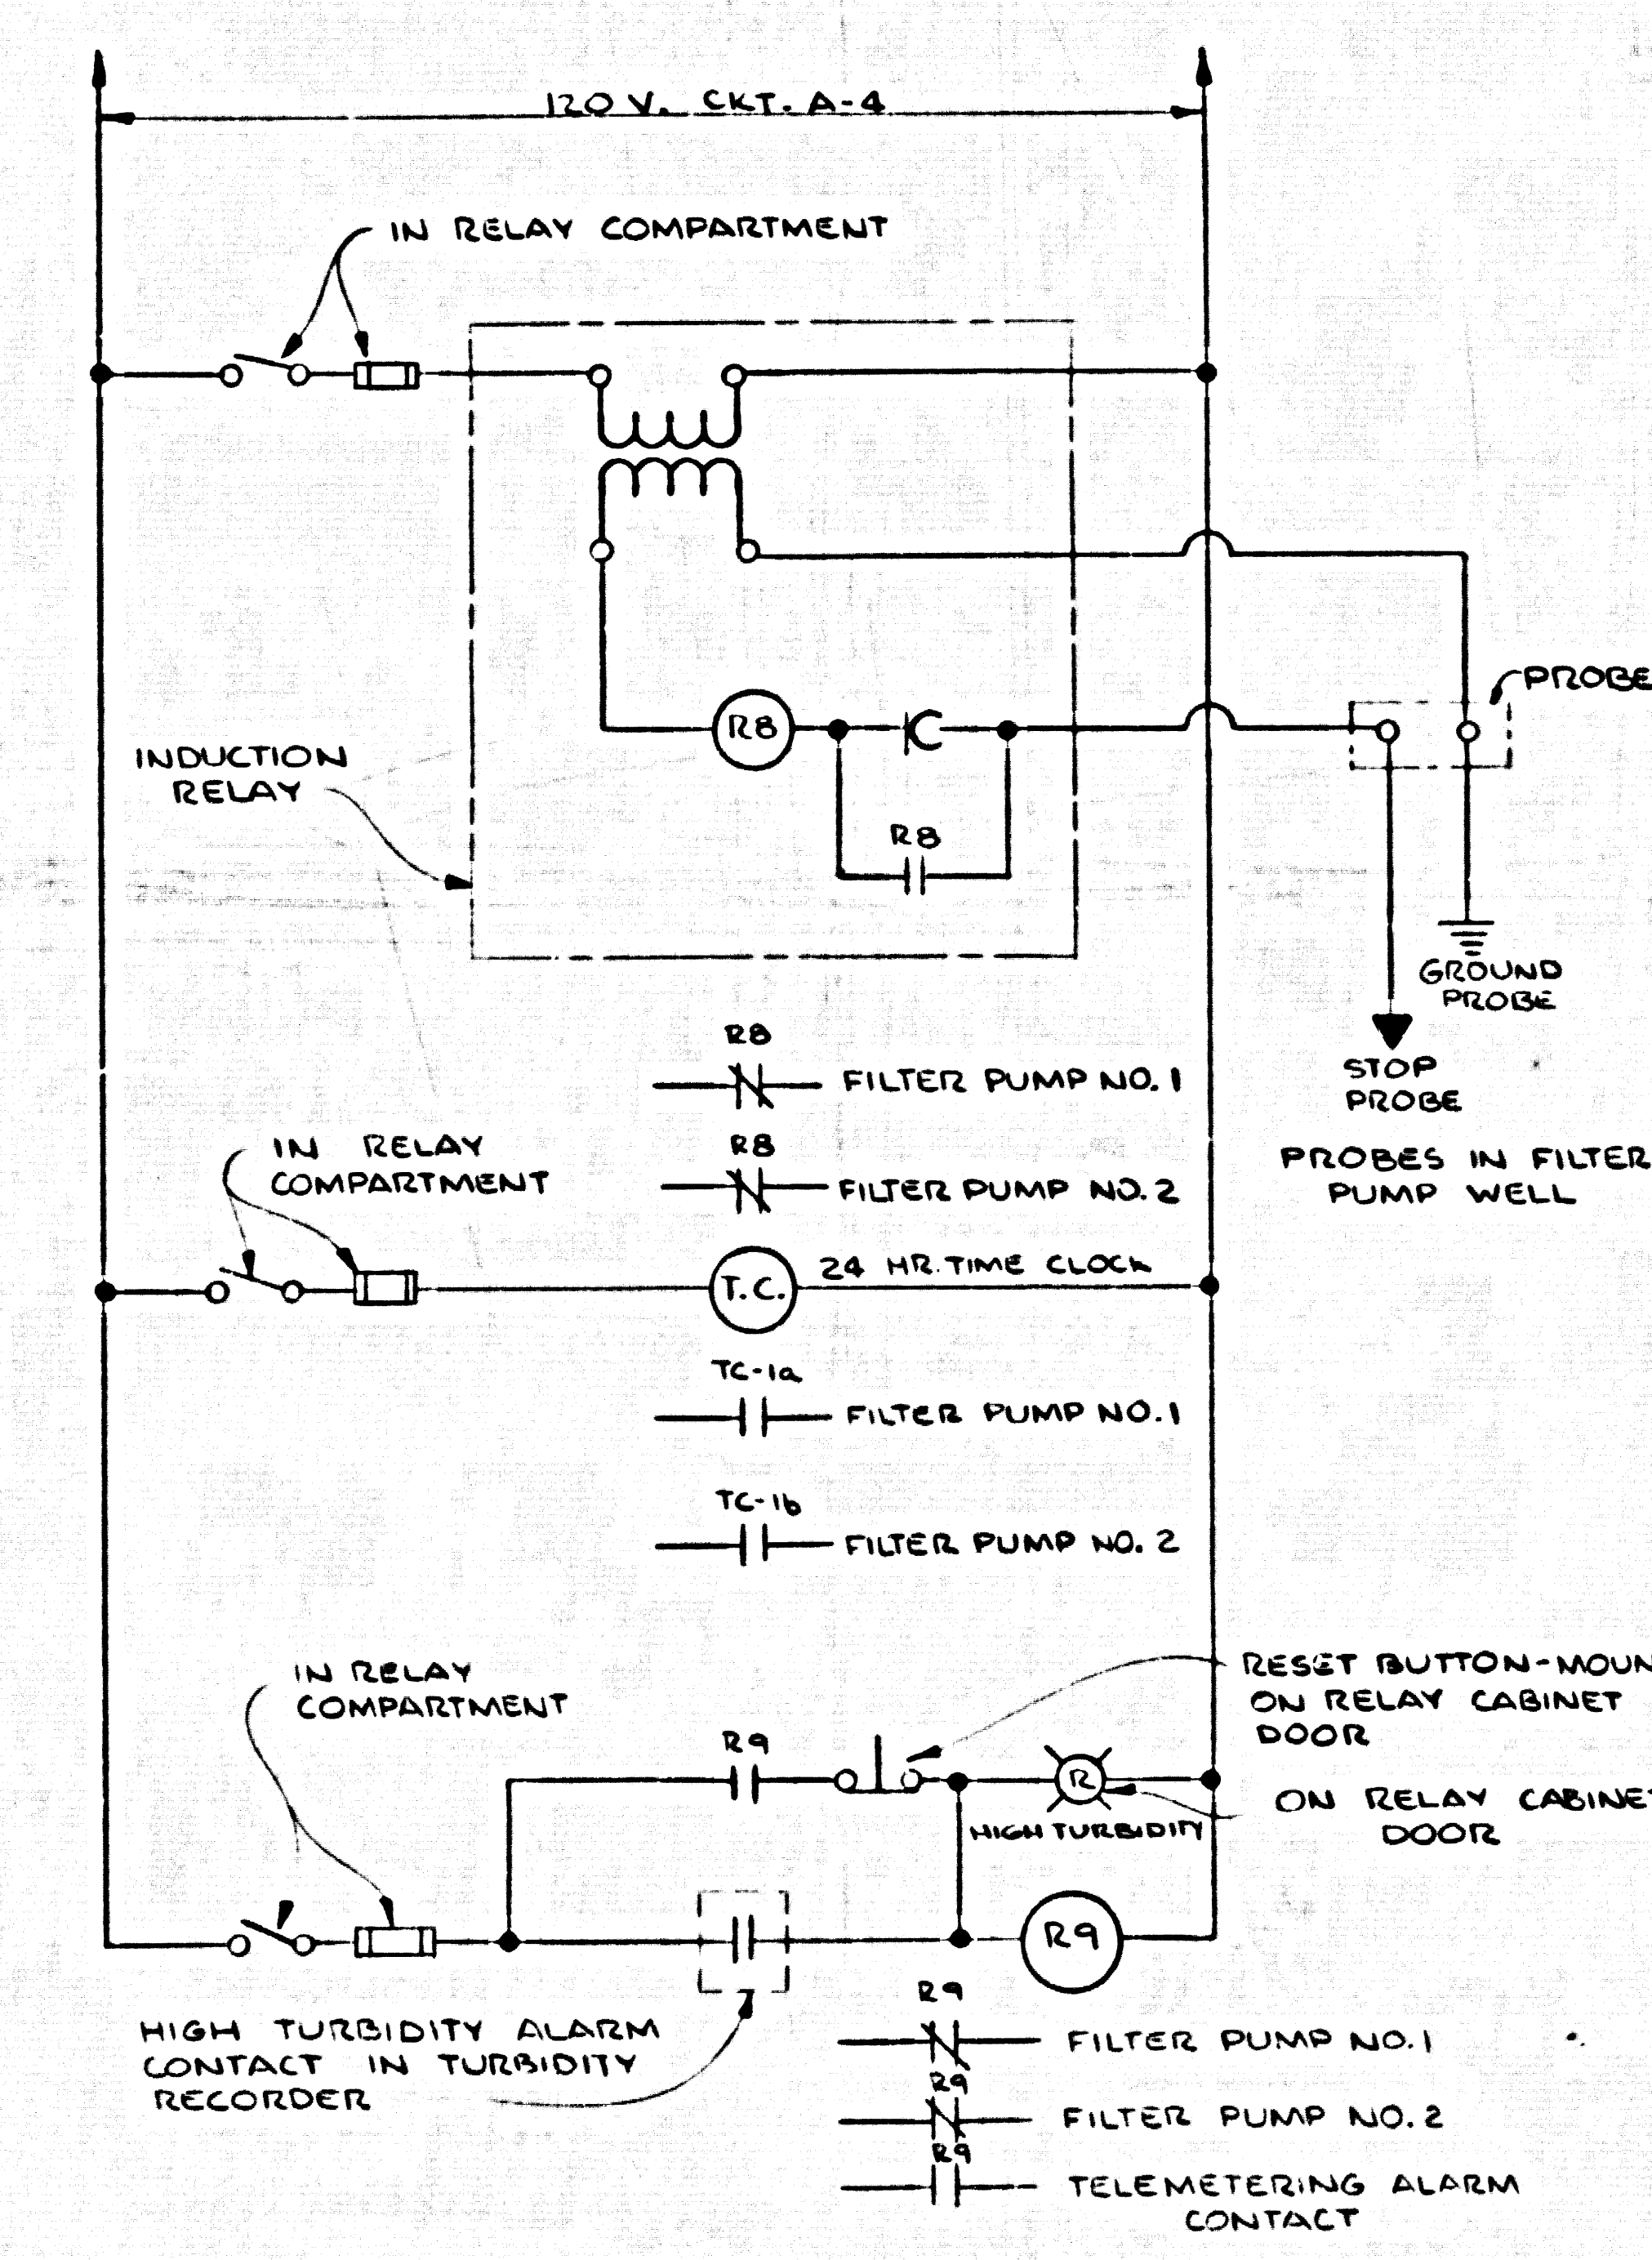 120 V. CKT. A-4
IN RELAY COMPARTMENT
PROBE
R8
INDUCTION
RELAY
R8
GROUND
PROBE
STOP
PROBE
R8
FILTER PUMP NO. 1
R8
FILTER PUMP NO. 2
PROBES IN FILTER
PUMP WELL
IN RELAY
COMPARTMENT
T.C.
24 HR. TIME CLOCK
TC-1a
FILTER PUMP NO. 1
TC-1b
FILTER PUMP NO. 2
IN RELAY
COMPARTMENT
RESET BUTTON-MOUN
ON RELAY CABINET
DOOR
R9
R
HIGH TURBIDITY
ON RELAY CABINET
DOOR
R9
HIGH TURBIDITY ALARM
CONTACT IN TURBIDITY
RECORDER
R9
FILTER PUMP NO. 1
R9
FILTER PUMP NO. 2
R9
TELEMETERING ALARM
CONTACT